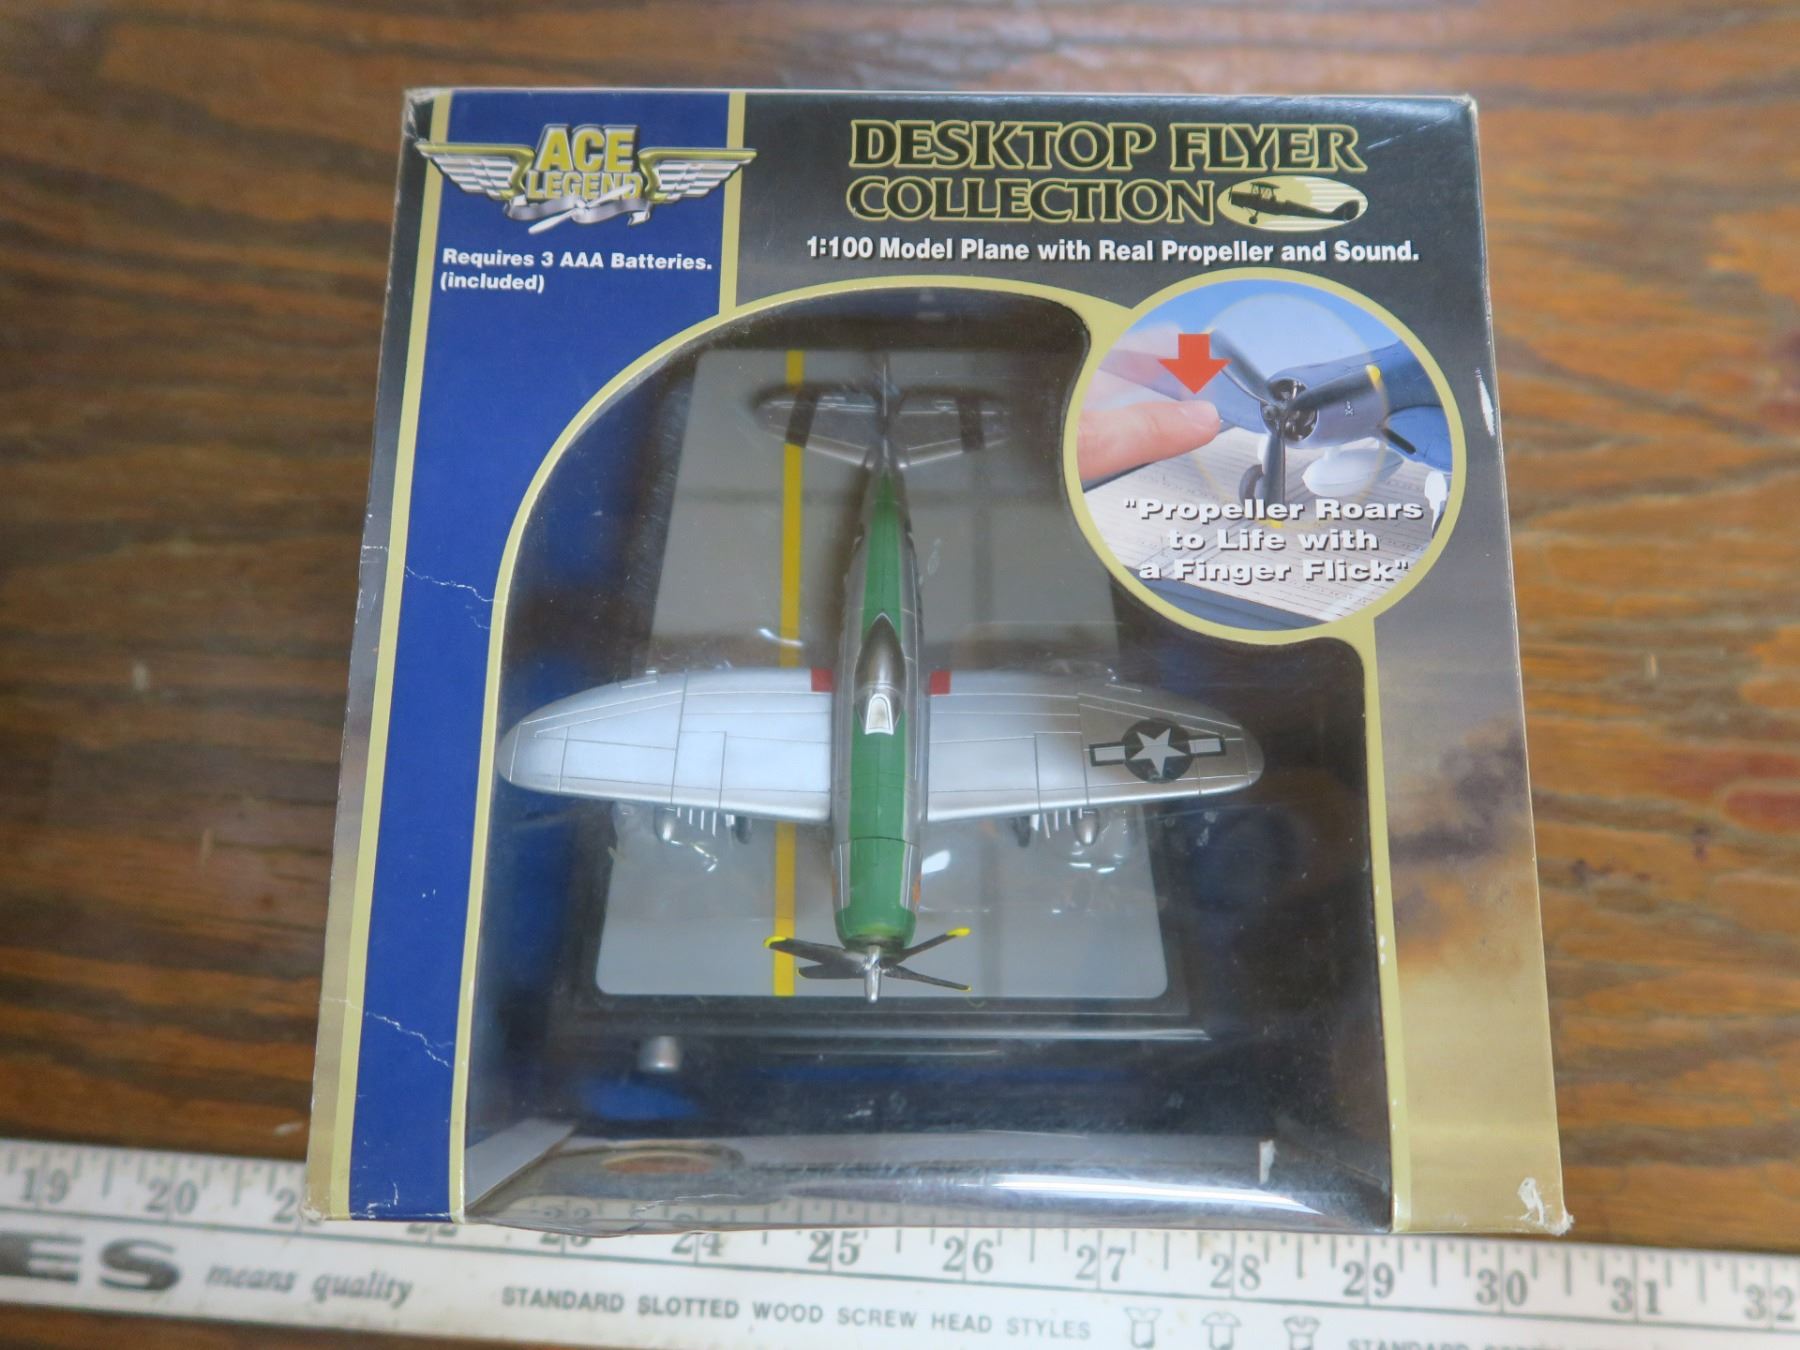 ACE
LEGEND
DESKTOP FLYER
COLLECTION
Requires 3 AAA Batteries.
(included)
1:100 Model Plane with Real Propeller and Sound.
"Propeller Roars
to Life with
a Finger Flick"
19 20 22 23 24 25 26 27 28 29 30 31 32
ES means quality
STANDARD SLOTTED WOOD SCREW HEAD STYLES